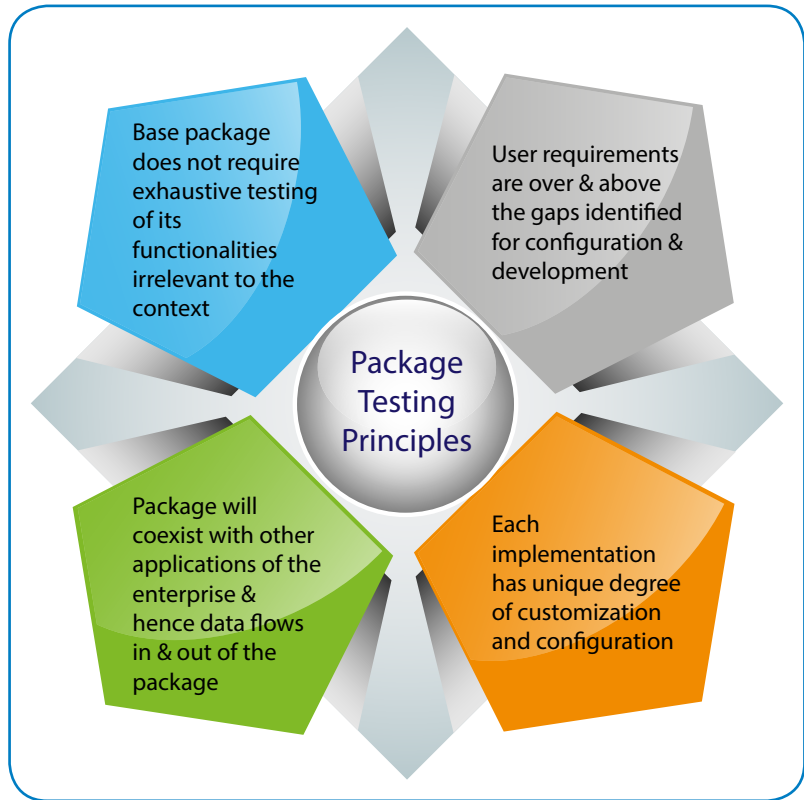 Base package
does not require
exhaustive testing
of its
functionalities
irrelevant to the
context
User requirements
are over & above
the gaps identified
for configuration &
development
Package
Testing
Principles
Package will
coexist with other
applications of the
enterprise &
hence data flows
in & out of the
package
Each
implementation
has unique degree
of customization
and configuration